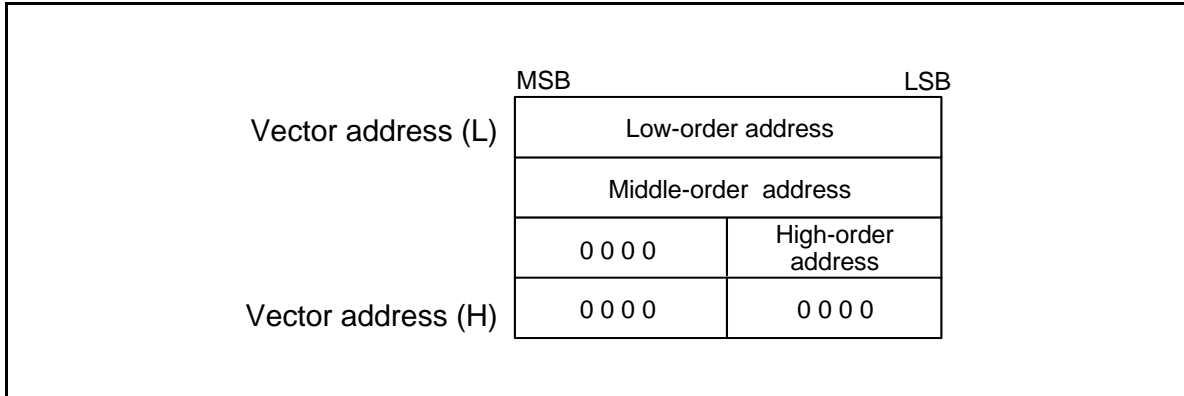 MSB LSB
Vector address (L) Low-order address
Middle-order address
0 0 0 0 High-order
address
Vector address (H) 0 0 0 0 0 0 0 0